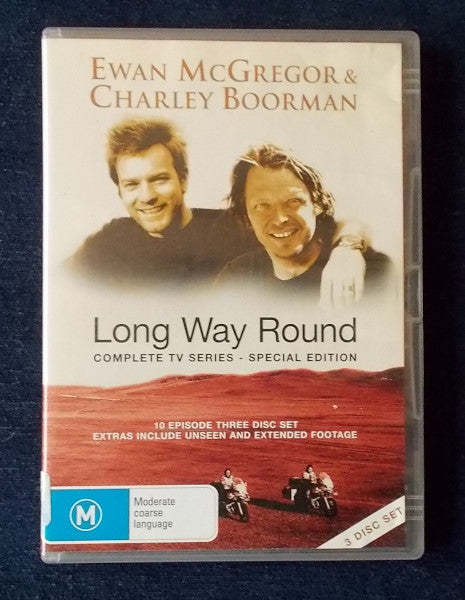 EWAN MCGREGOR &
CHARLEY BOORMAN
Long Way Round
COMPLETE TV SERIES - SPECIAL EDITION
10 EPISODE THREE DISC SET
EXTRAS INCLUDE UNSEEN AND EXTENDED FOOTAGE
M
Moderate
coarse
language
3 DISC SET